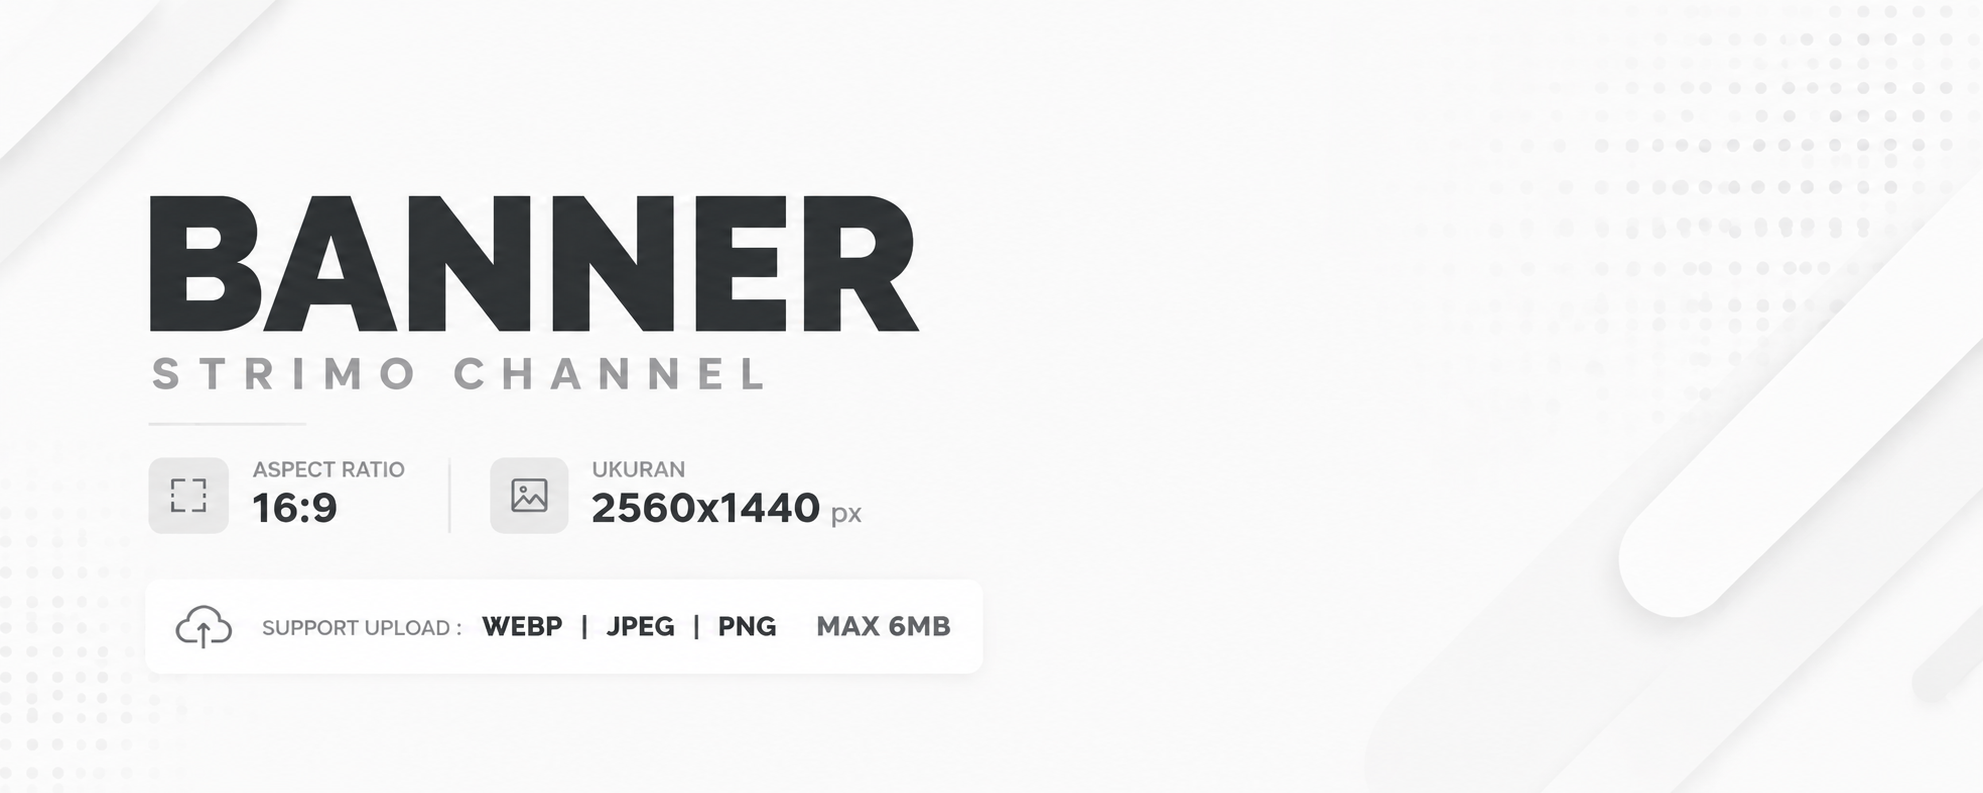 BANNER
STRIMO CHANNEL
ASPECT RATIO
16:9
UKURAN
2560x1440 px
SUPPORT UPLOAD : WEBP | JPEG | PNG MAX 6MB